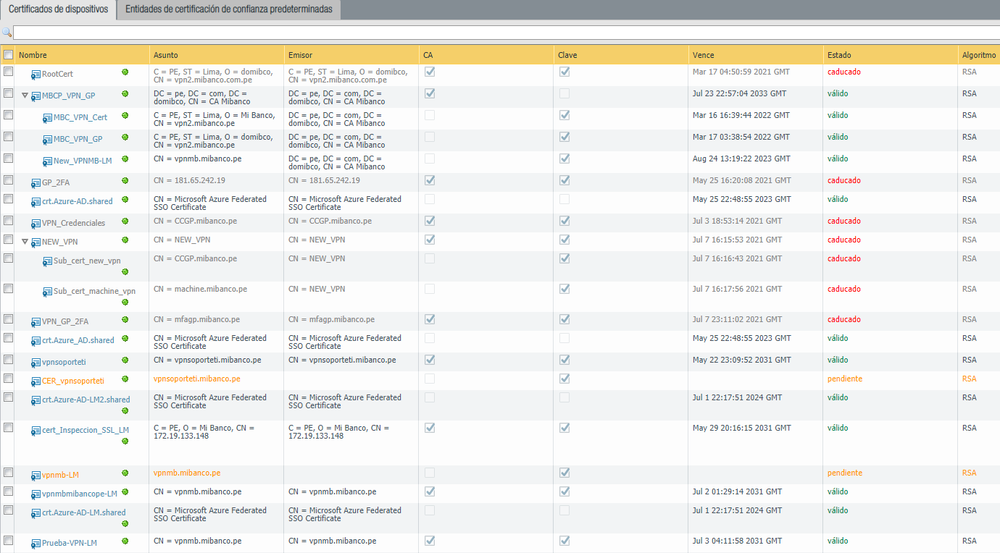 Certificados de dispositivos
Entidades de certificación de confianza predeterminadas
Nombre Asunto Emisor CA Clave Vence Estado Algoritmo
RootCert C = PE, ST = Lima, O = domibco, C = PE, ST = Lima, O = domibco, Mar 17 04:50:59 2021 GMT caducado RSA
CN = vpn2.mibanco.com.pe CN = vpn2.mibanco.com.pe
MBCP_VPN_GP DC = pe, DC = com, DC = DC = pe, DC = com, DC = Jul 23 22:57:04 2033 GMT válido RSA
domibco, CN = CA Mibanco domibco, CN = CA Mibanco
MBC_VPN_Cert C = PE, ST = Lima, O = Mi Banco, DC = pe, DC = com, DC = Mar 16 16:39:44 2022 GMT válido RSA
CN = vpn2.mibanco.pe domibco, CN = CA Mibanco
MBC_VPN_GP C = PE, ST = Lima, O = domibco, DC = pe, DC = com, DC = Mar 17 03:38:54 2022 GMT válido RSA
CN = vpn2.mibanco.pe domibco, CN = CA Mibanco
New_VPNMB-LM CN = vpnmb.mibanco.pe DC = pe, DC = com, DC = Aug 24 13:19:22 2023 GMT válido RSA
domibco, CN = CA Mibanco
GP_2FA CN = 181.65.242.19 CN = 181.65.242.19 May 25 16:20:08 2021 GMT caducado RSA
crt.Azure-AD.shared CN = Microsoft Azure Federated CN = Microsoft Azure Federated May 25 22:48:55 2023 GMT válido RSA
SSO Certificate SSO Certificate
VPN_Credenciales CN = CCGP.mibanco.pe CN = CCGP.mibanco.pe Jul 3 18:53:14 2021 GMT caducado RSA
NEW_VPN CN = NEW_VPN CN = NEW_VPN Jul 7 16:15:53 2021 GMT caducado RSA
Sub_cert_new_vpn CN = CCGP.mibanco.pe CN = NEW_VPN Jul 7 16:16:43 2021 GMT caducado RSA
Sub_cert_machine_vpn CN = machine.mibanco.pe CN = NEW_VPN Jul 7 16:17:56 2021 GMT caducado RSA
VPN_GP_2FA CN = mfagp.mibanco.pe CN = mfagp.mibanco.pe Jul 7 23:11:02 2021 GMT caducado RSA
crt.Azure_AD.shared CN = Microsoft Azure Federated CN = Microsoft Azure Federated May 25 22:48:55 2023 GMT válido RSA
SSO Certificate SSO Certificate
vpnsoporteti CN = vpnsoporteti.mibanco.pe CN = vpnsoporteti.mibanco.pe May 22 23:09:52 2031 GMT válido RSA
CER_vpnsoporteti vpnsoporteti.mibanco.pe pendiente RSA
crt.Azure-AD-LM2.shared CN = Microsoft Azure Federated CN = Microsoft Azure Federated Jul 1 22:17:51 2024 GMT válido RSA
SSO Certificate SSO Certificate
cert_Inspeccion_SSL_LM C = PE, O = Mi Banco, CN = C = PE, O = Mi Banco, CN = May 29 20:16:15 2031 GMT válido RSA
172.19.133.148 172.19.133.148
vpnmb-LM vpnmb.mibanco.pe pendiente RSA
vpnmbmibancope-LM CN = vpnmb.mibanco.pe CN = vpnmb.mibanco.pe Jul 2 01:29:14 2031 GMT válido RSA
crt.Azure-AD-LM.shared CN = Microsoft Azure Federated CN = Microsoft Azure Federated Jul 1 22:17:51 2024 GMT válido RSA
SSO Certificate SSO Certificate
Prueba-VPN-LM CN = vpnmb.mibanco.pe CN = vpnmb.mibanco.pe Jul 3 04:11:58 2031 GMT válido RSA